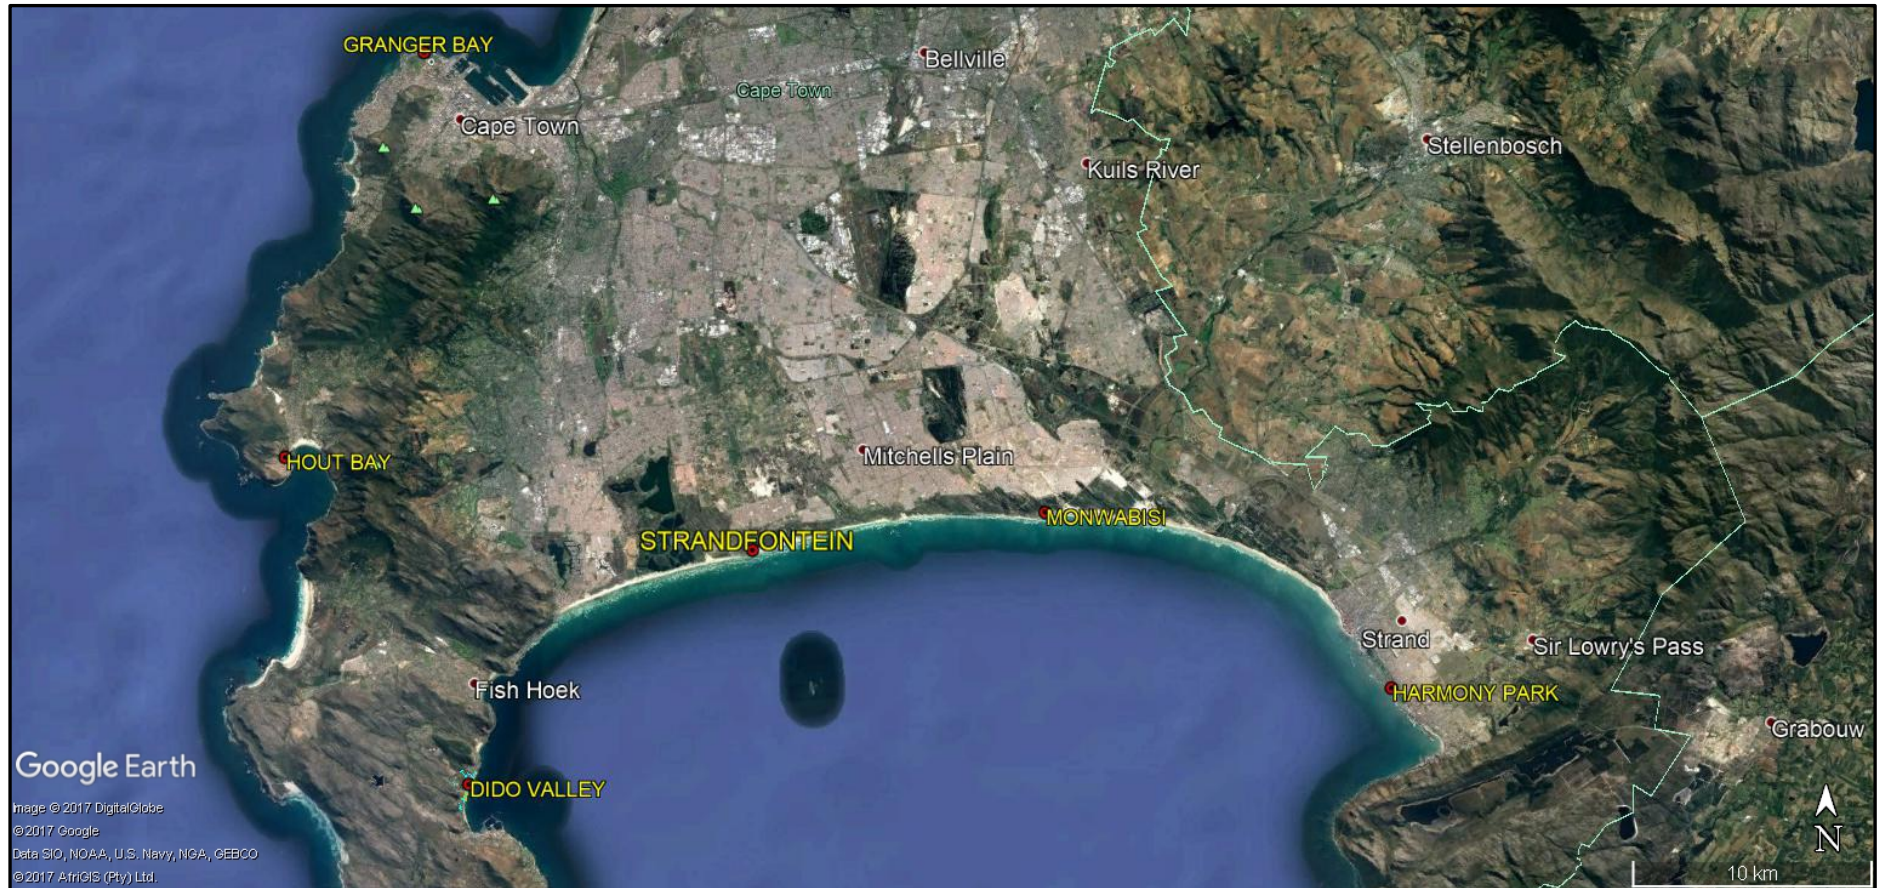 GRANGER BAY
Bellville
Cape Town
Cape Town
Stellenbosch
Kuils River
HOUT BAY
Mitchells Plain
MONWABISI
STRANDFONTEIN
Strand
Sir Lowry's Pass
Fish Hoek
HARMONY PARK
Grabouw
Google Earth
DIDO VALLEY
Image © 2017 DigitalGlobe
© 2017 Google
Data SIO, NOAA, U.S. Navy, NGA, GEBCO
© 2017 AfriGIS (Pty) Ltd.
N
10 km